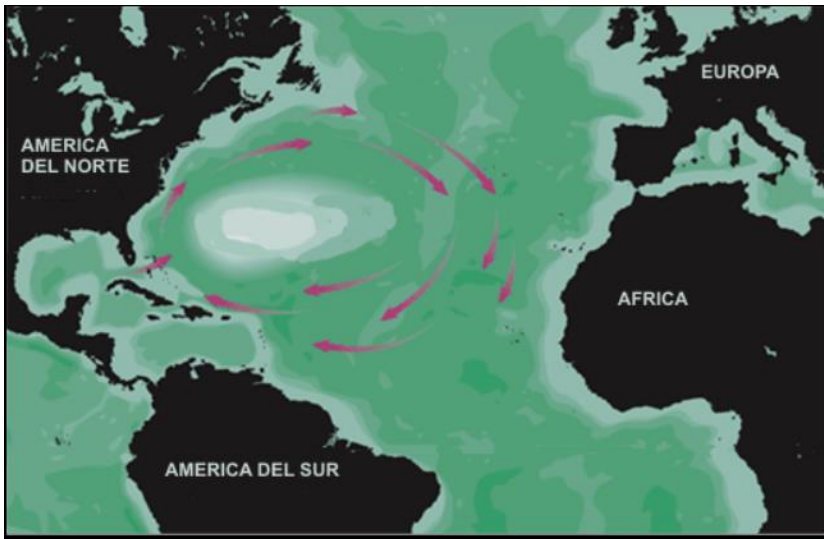 EUROPA
AMERICA
DEL NORTE
AFRICA
AMERICA DEL SUR